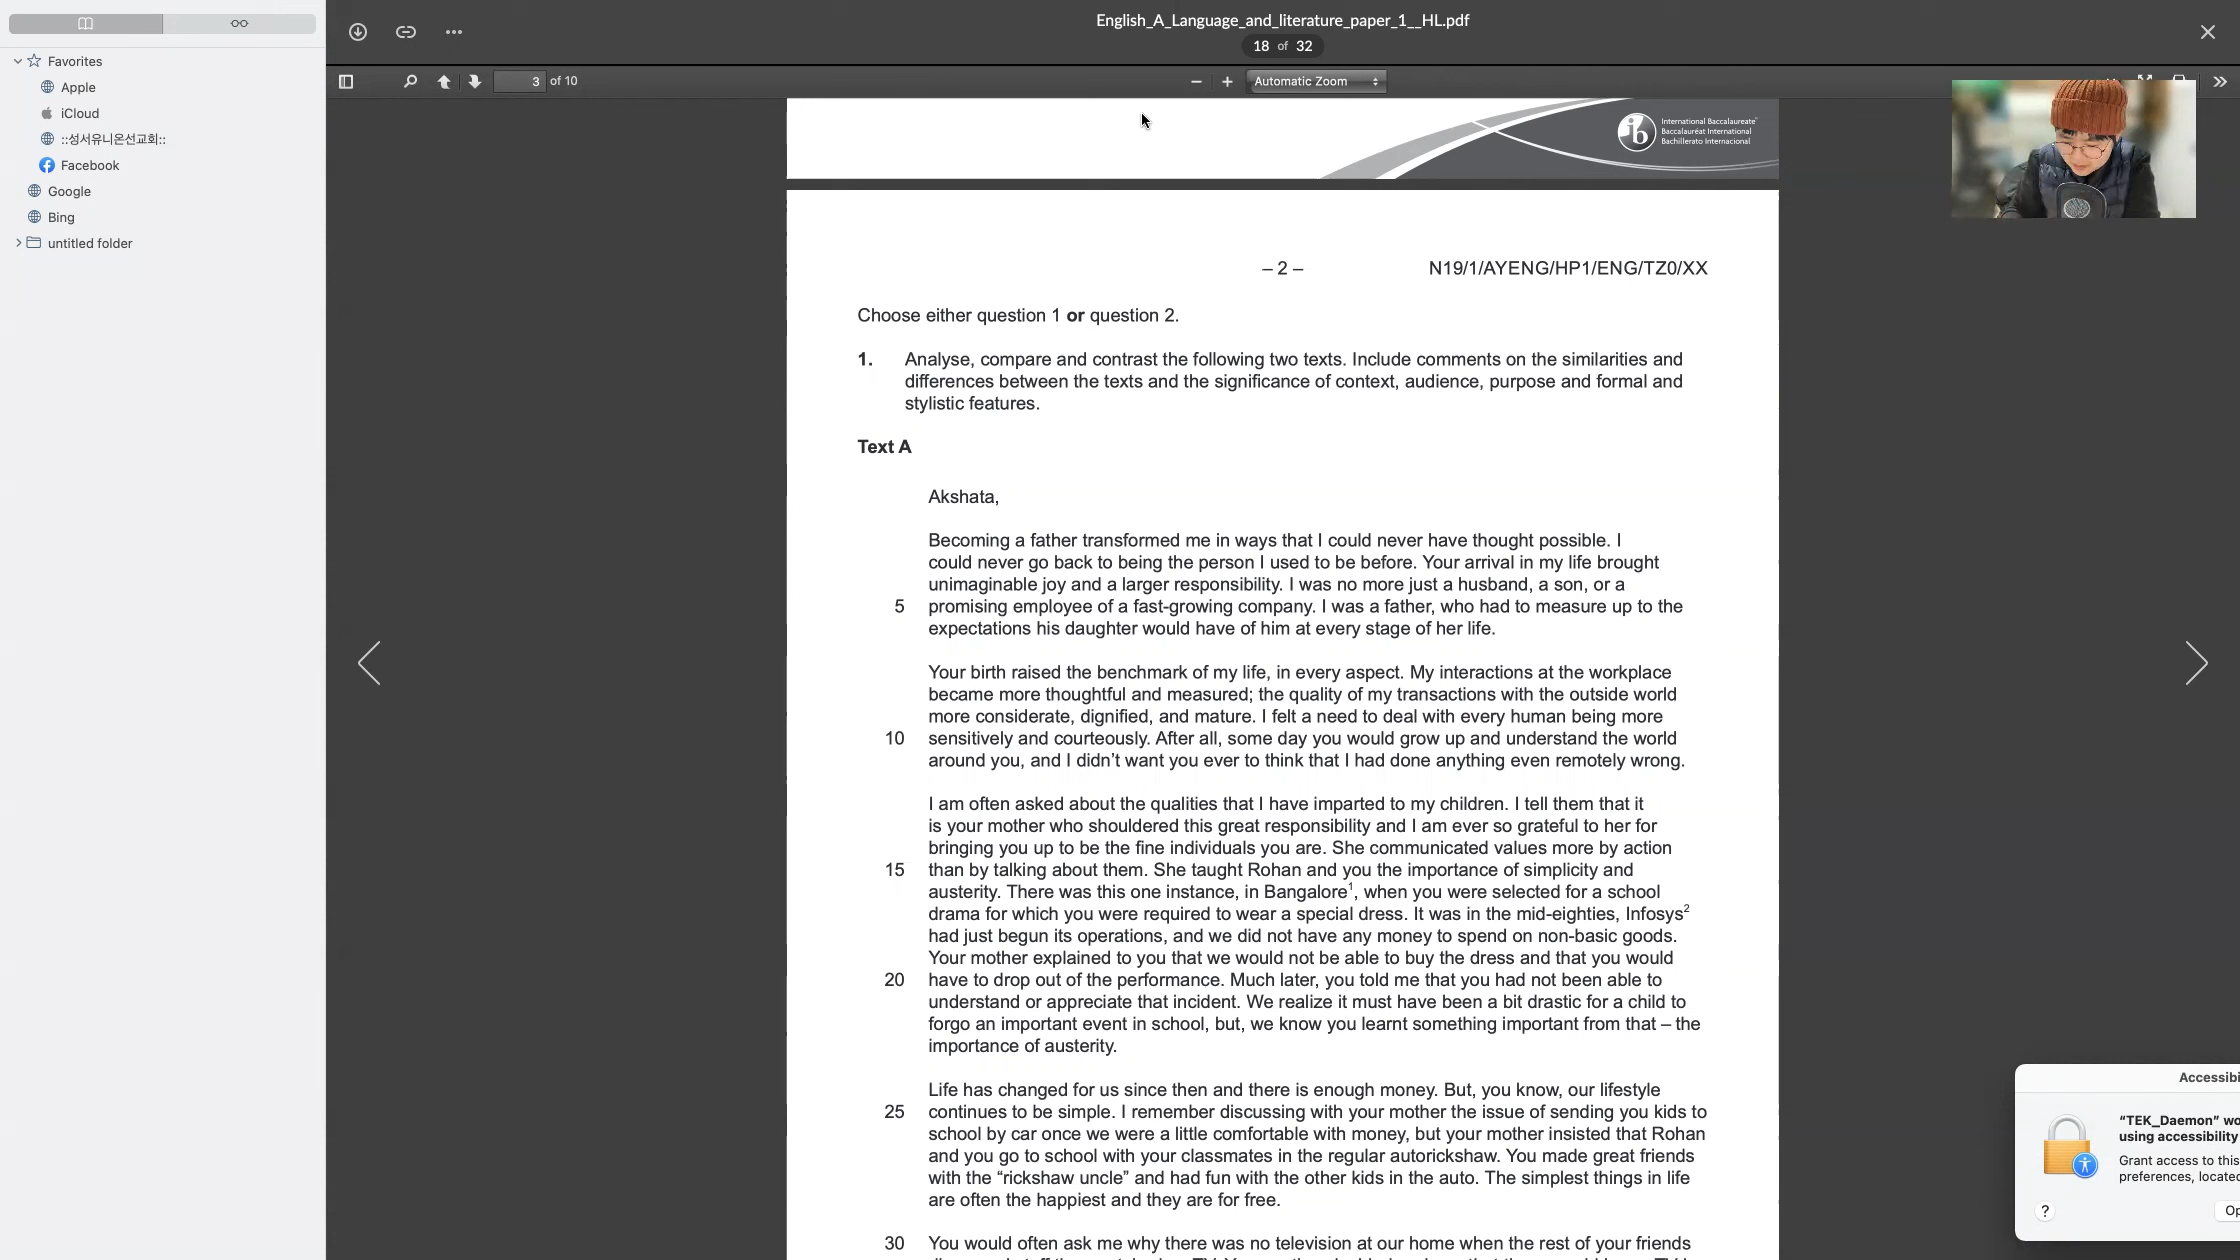 English_A_Language_and_literature_paper_1__HL.pdf
18 of 32
3 of 10
Automatic Zoom
Favorites
Apple
iCloud
::성서유니온선교회::
Facebook
Google
Bing
untitled folder
International Baccalaureate
Baccalauréat International
Bachillerato Internacional
– 2 –
N19/1/AYENG/HP1/ENG/TZ0/XX
Choose either question 1 or question 2.
1. Analyse, compare and contrast the following two texts. Include comments on the similarities and
differences between the texts and the significance of context, audience, purpose and formal and
stylistic features.
Text A
Akshata,
Becoming a father transformed me in ways that I could never have thought possible. I
could never go back to being the person I used to be before. Your arrival in my life brought
unimaginable joy and a larger responsibility. I was no more just a husband, a son, or a
5 promising employee of a fast-growing company. I was a father, who had to measure up to the
expectations his daughter would have of him at every stage of her life.
Your birth raised the benchmark of my life, in every aspect. My interactions at the workplace
became more thoughtful and measured; the quality of my transactions with the outside world
more considerate, dignified, and mature. I felt a need to deal with every human being more
10 sensitively and courteously. After all, some day you would grow up and understand the world
around you, and I didn't want you ever to think that I had done anything even remotely wrong.
I am often asked about the qualities that I have imparted to my children. I tell them that it
is your mother who shouldered this great responsibility and I am ever so grateful to her for
bringing you up to be the fine individuals you are. She communicated values more by action
15 than by talking about them. She taught Rohan and you the importance of simplicity and
austerity. There was this one instance, in Bangalore1, when you were selected for a school
drama for which you were required to wear a special dress. It was in the mid-eighties, Infosys2
had just begun its operations, and we did not have any money to spend on non-basic goods.
Your mother explained to you that we would not be able to buy the dress and that you would
20 have to drop out of the performance. Much later, you told me that you had not been able to
understand or appreciate that incident. We realize it must have been a bit drastic for a child to
forgo an important event in school, but, we know you learnt something important from that – the
importance of austerity.
Life has changed for us since then and there is enough money. But, you know, our lifestyle
25 continues to be simple. I remember discussing with your mother the issue of sending you kids to
school by car once we were a little comfortable with money, but your mother insisted that Rohan
and you go to school with your classmates in the regular autorickshaw. You made great friends
with the “rickshaw uncle” and had fun with the other kids in the auto. The simplest things in life
are often the happiest and they are for free.
30 You would often ask me why there was no television at our home when the rest of your friends
Accessibi
“TEK_Daemon” wo
using accessibility
Grant access to this
preferences, located
?
Op